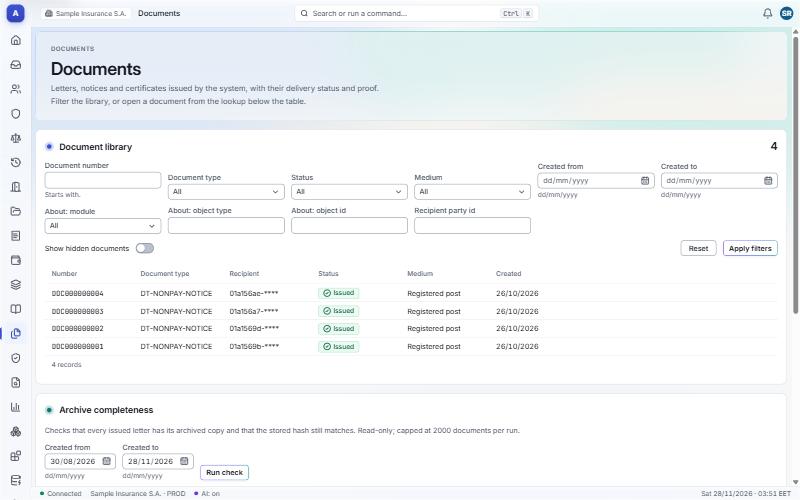 A Sample Insurance S.A. Documents Search or run a command... Ctrl K SR
DOCUMENTS
Documents
Letters, notices and certificates issued by the system, with their delivery status and proof.
Filter the library, or open a document from the lookup below the table.
Document library 4
Document number Document type Status Medium Created from Created to
All All All dd/mm/yyyy dd/mm/yyyy
Starts with. dd/mm/yyyy dd/mm/yyyy
About: module About: object type About: object id Recipient party id
All
Show hidden documents Reset Apply filters
Number Document type Recipient Status Medium Created
DOC000000004 DT-NONPAY-NOTICE 01a156ae-**** Issued Registered post 26/10/2026
DOC000000003 DT-NONPAY-NOTICE 01a156a7-**** Issued Registered post 26/10/2026
DOC000000002 DT-NONPAY-NOTICE 01a1569d-**** Issued Registered post 26/10/2026
DOC000000001 DT-NONPAY-NOTICE 01a1569b-**** Issued Registered post 26/10/2026
4 records
Archive completeness
Checks that every issued letter has its archived copy and that the stored hash still matches. Read-only; capped at 2000 documents per run.
Created from Created to
30/08/2026 28/11/2026 Run check
dd/mm/yyyy dd/mm/yyyy
Connected Sample Insurance S.A. · PROD AI: on Sat 28/11/2026 · 03:51 EET